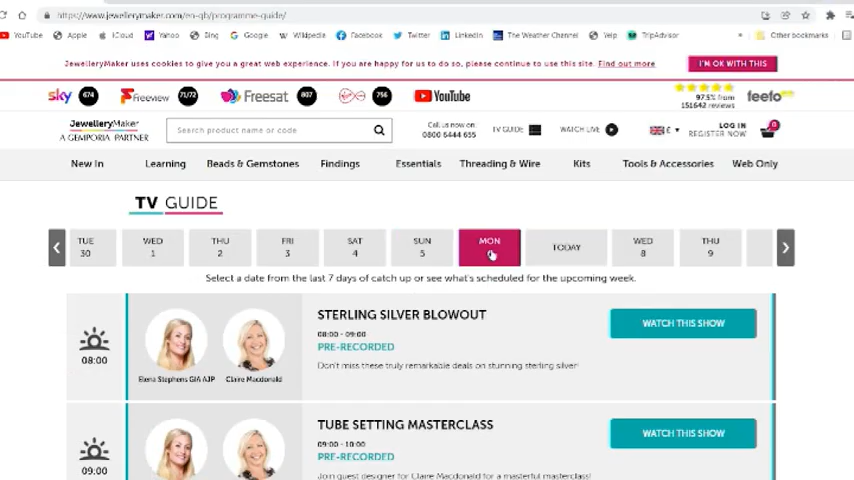 https://www.jewellerymaker.com/en-gb/programme-guide/
YouTube Apple iCloud Yahoo Bing Google Wikipedia Facebook Twitter LinkedIn The Weather Channel Yelp TripAdvisor » Other bookmarks
JewelleryMaker uses cookies to give you a great web experience. If you are happy for us to do so, please continue to use this site. Find out more
I'M OK WITH THIS
sky 674 Freeview 71/72 Freesat 807 756 YouTube
97.5% from
151642 reviews
feefo
JewelleryMaker
A GEMPORIA PARTNER
Search product name or code
Call us now on
0800 6444 655
TV GUIDE
WATCH LIVE
£
LOG IN
REGISTER NOW
0
New In Learning Beads & Gemstones Findings Essentials Threading & Wire Kits Tools & Accessories Web Only
TV GUIDE
TUE 30
WED 1
THU 2
FRI 3
SAT 4
SUN 5
MON
TODAY
WED 8
THU 9
Select a date from the last 7 days of catch up or see what's scheduled for the upcoming week.
08:00
Elena Stephens GIA AJP
Claire Macdonald
STERLING SILVER BLOWOUT
08:00 - 09:00
PRE-RECORDED
Don't miss these truly remarkable deals on stunning sterling silver!
WATCH THIS SHOW
09:00
TUBE SETTING MASTERCLASS
09:00 - 10:00
PRE-RECORDED
Join guest designer for Claire Macdonald for a masterful masterclass!
WATCH THIS SHOW